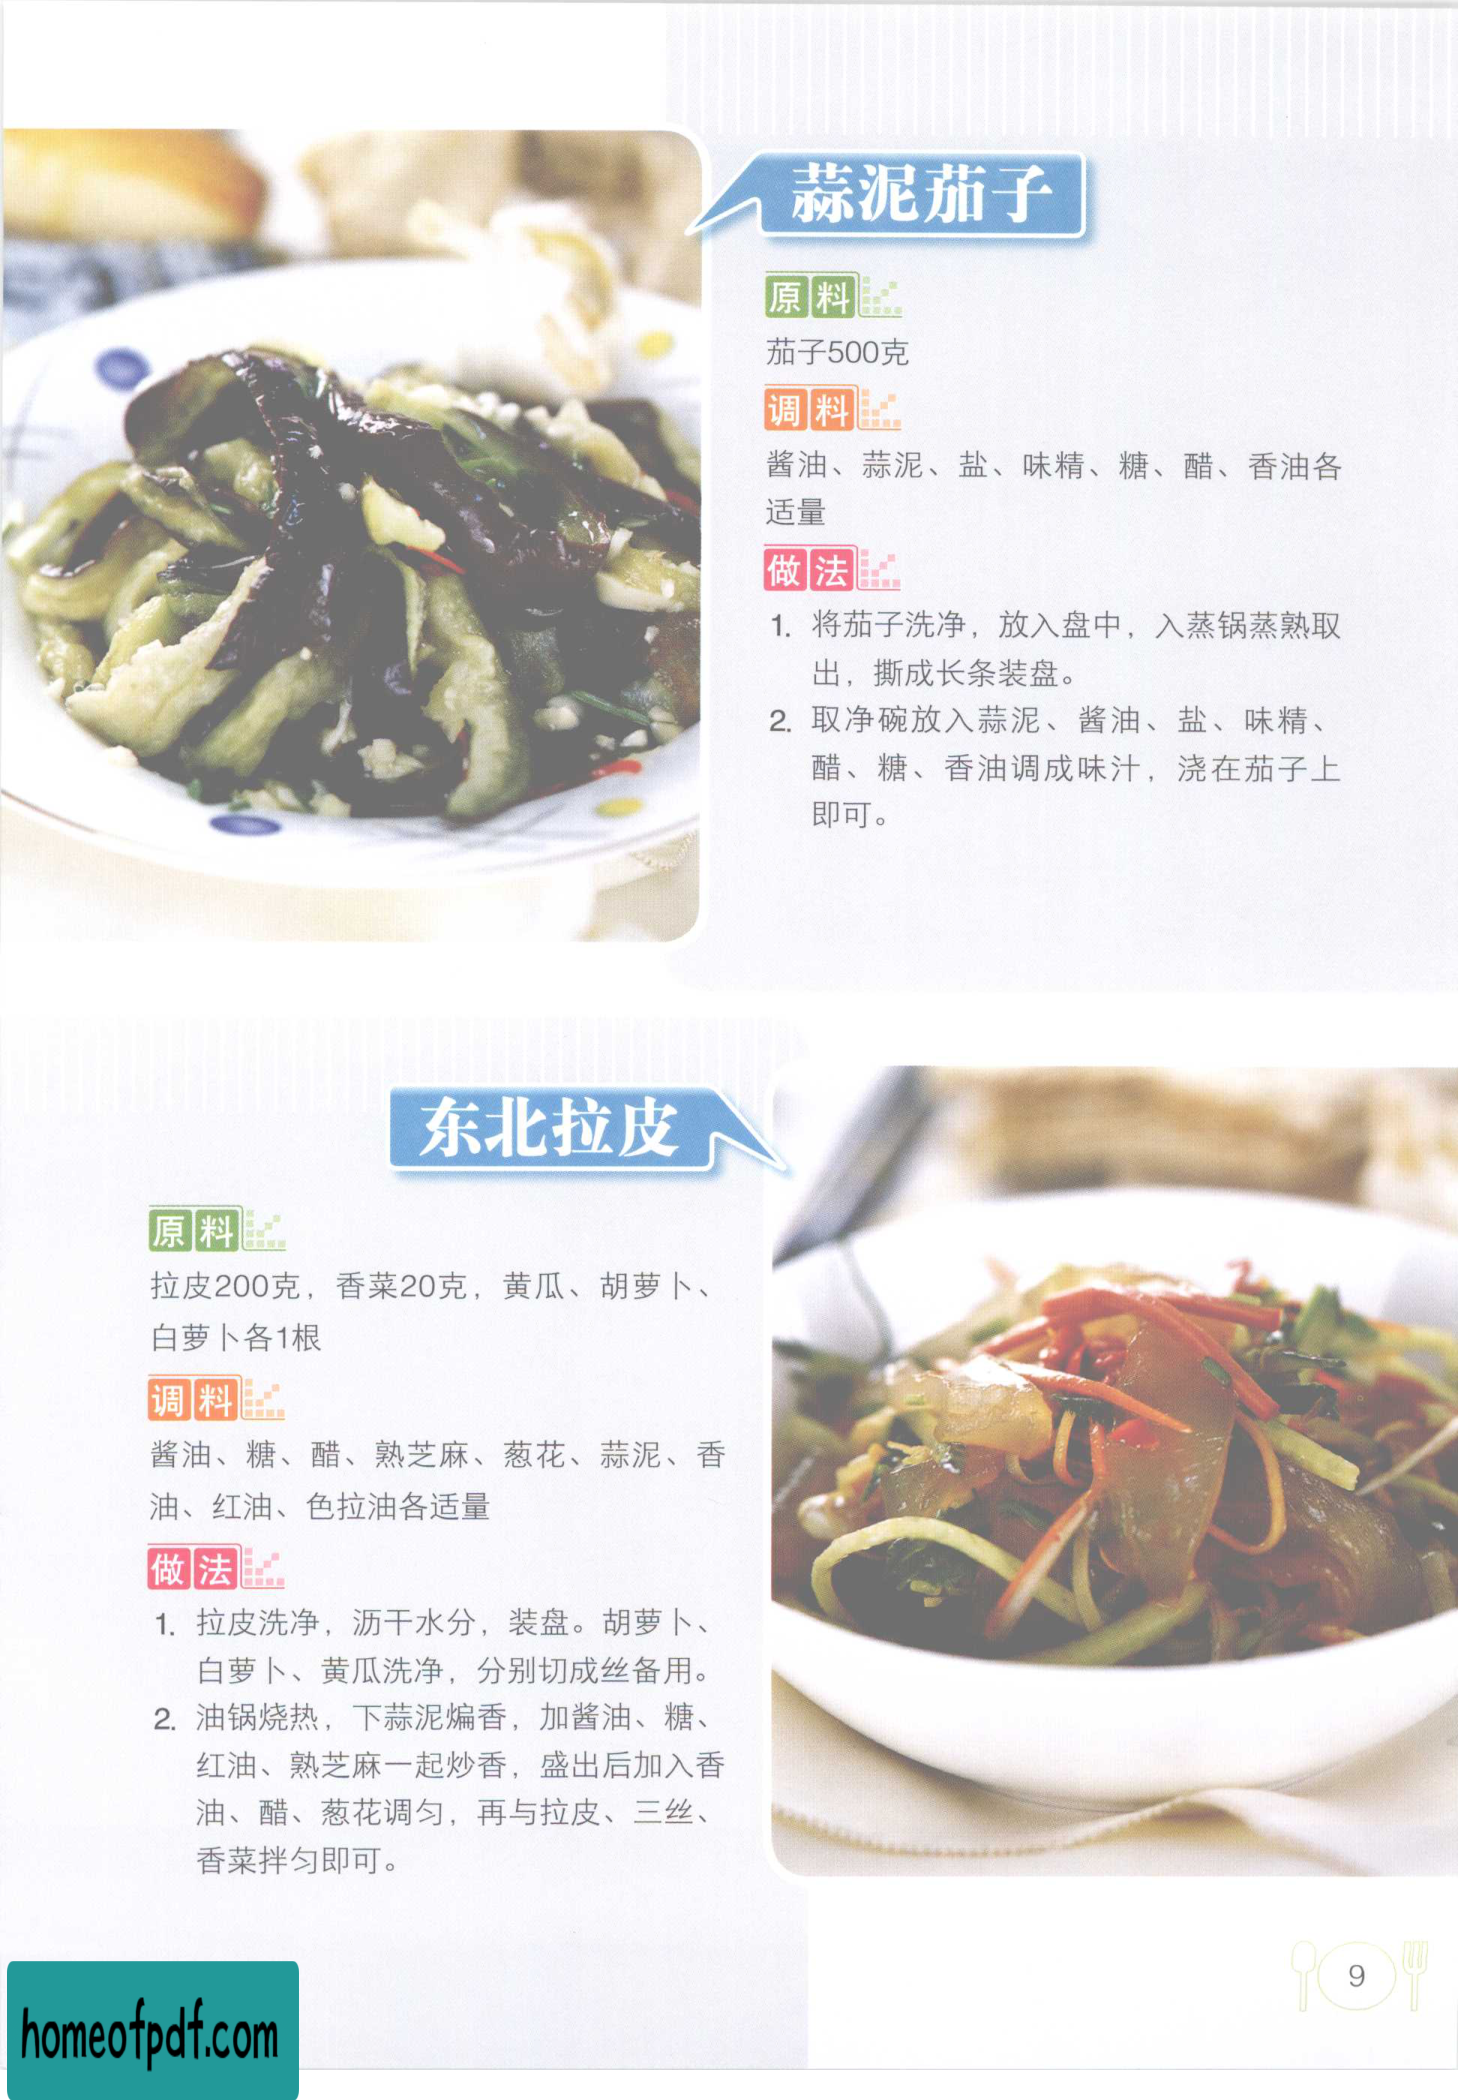 蒜泥茄子
原料
茄子500克
调料
酱油、蒜泥、盐、味精、糖、醋、香油各
适量
做法
1. 将茄子洗净，放入盘中，入蒸锅蒸熟取
出，撕成长条装盘。
2. 取净碗放入蒜泥、酱油、盐、味精、
醋、糖、香油调成味汁，浇在茄子上
即可。
东北拉皮
原料
拉皮200克，香菜20克，黄瓜、胡萝卜、
白萝卜各1根
调料
酱油、糖、醋、熟芝麻、葱花、蒜泥、香
油、红油、色拉油各适量
做法
1. 拉皮洗净，沥干水分，装盘。胡萝卜、
白萝卜、黄瓜洗净，分别切成丝备用。
2. 油锅烧热，下蒜泥煸香，加酱油、糖、
红油、熟芝麻一起炒香，盛出后加入香
油、醋、葱花调匀，再与拉皮、三丝、
香菜拌匀即可。
9
homeofpdf.com